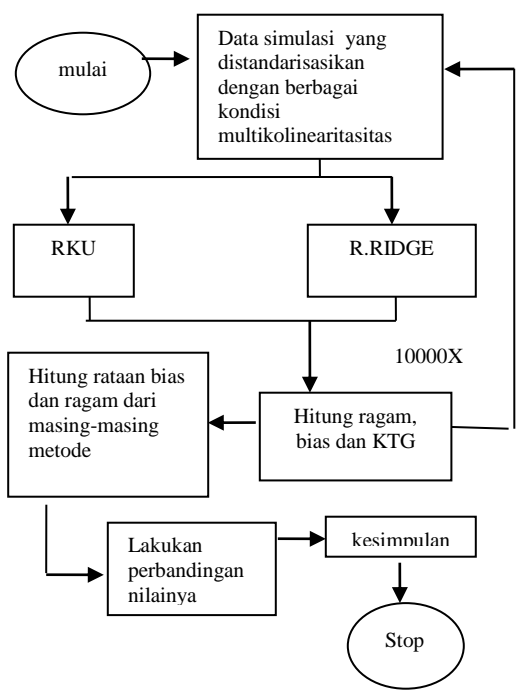 mulai
Data simulasi yang
distandarisasikan
dengan berbagai
kondisi
multikolinearitasitas
RKU
R.RIDGE
10000X
Hitung rataan bias
dan ragam dari
masing-masing
metode
Hitung ragam,
bias dan KTG
Lakukan
perbandingan
nilainya
kesimpulan
Stop